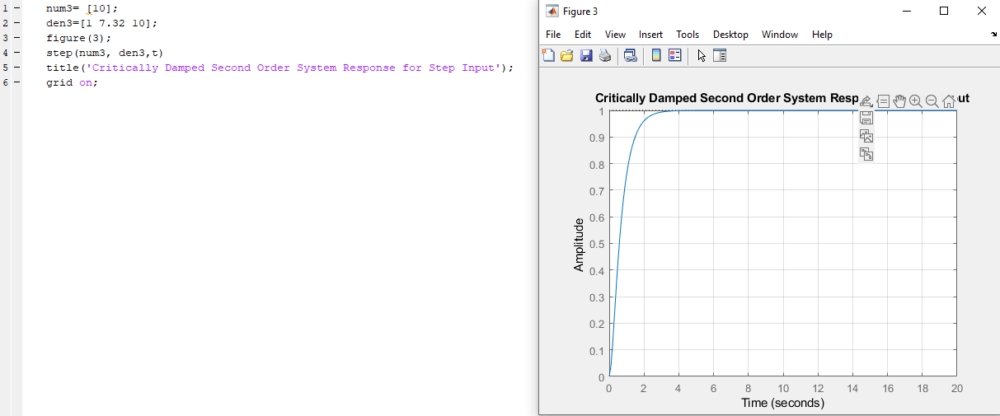 1 - num3= [10];
2 - den3=[1 7.32 10];
3 - figure(3);
4 - step(num3, den3,t)
5 - title('Critically Damped Second Order System Response for Step Input');
6 - grid on;
Figure 3
File Edit View Insert Tools Desktop Window Help
Critically Damped Second Order System Resp ut
1
0.9
0.8
0.7
0.6
0.5
0.4
0.3
0.2
0.1
0
Amplitude
0 2 4 6 8 10 12 14 16 18 20
Time (seconds)